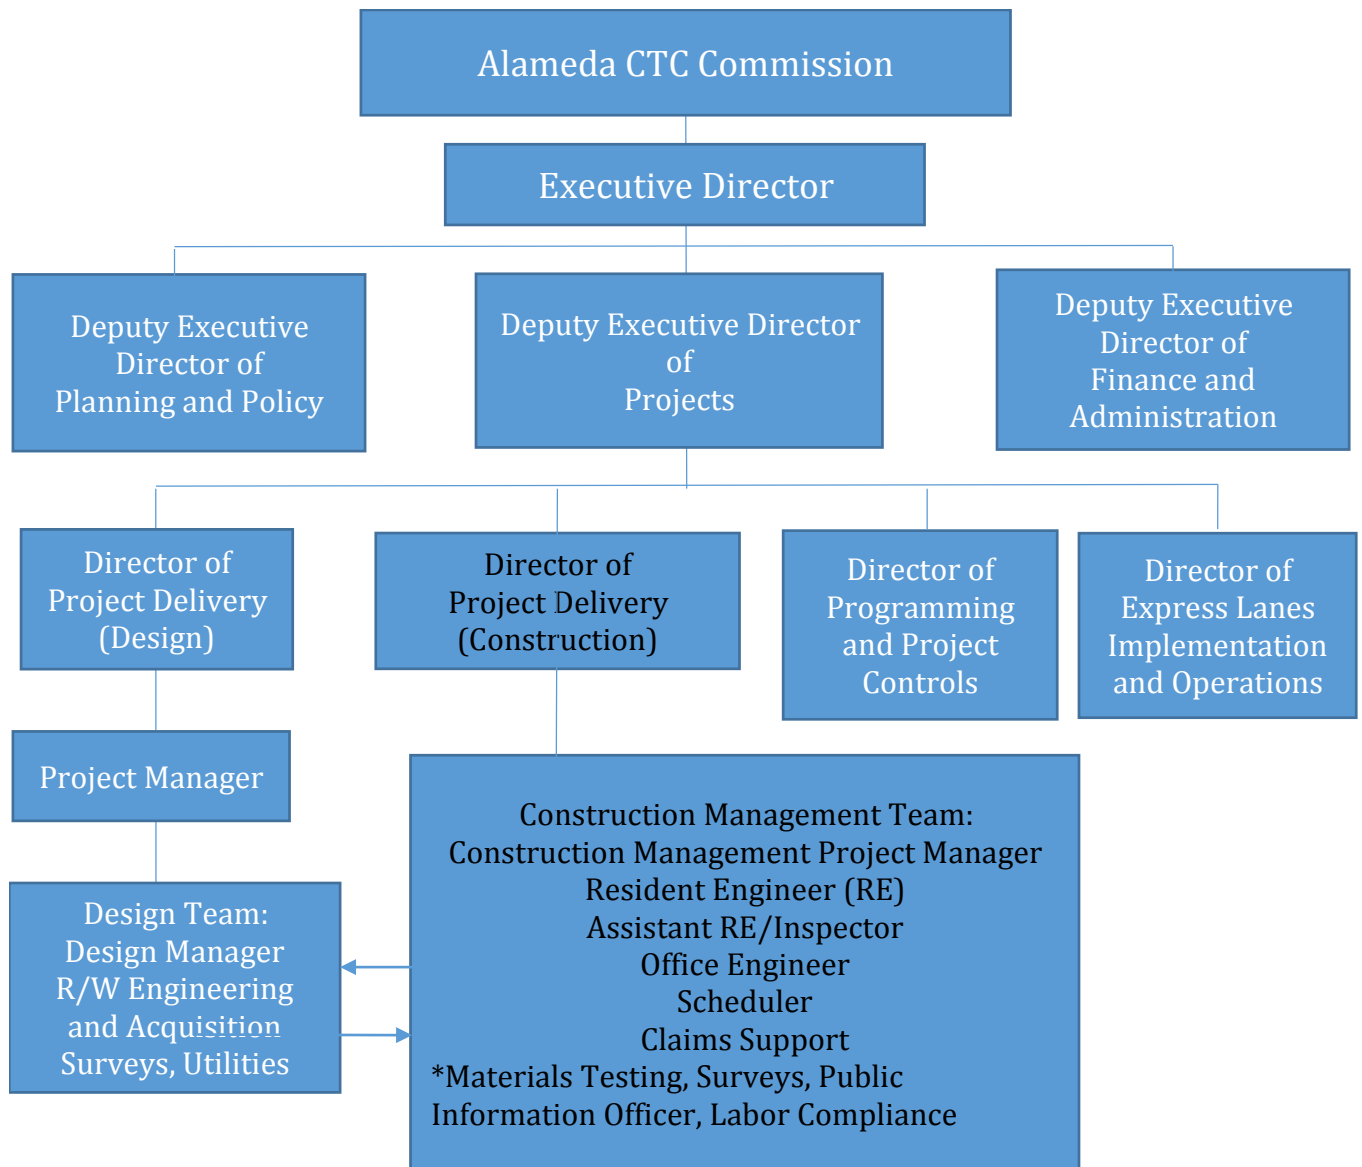 Alameda CTC Commission
Executive Director
Deputy Executive
Director of
Planning and Policy
Deputy Executive Director
of
Projects
Deputy Executive
Director of
Finance and
Administration
Director of
Project Delivery
(Design)
Director of
Project Delivery
(Construction)
Director of
Programming
and Project
Controls
Director of
Express Lanes
Implementation
and Operations
Project Manager
Design Team:
Design Manager
R/W Engineering
and Acquisition
Surveys, Utilities
Construction Management Team:
Construction Management Project Manager
Resident Engineer (RE)
Assistant RE/Inspector
Office Engineer
Scheduler
Claims Support
*Materials Testing, Surveys, Public
Information Officer, Labor Compliance